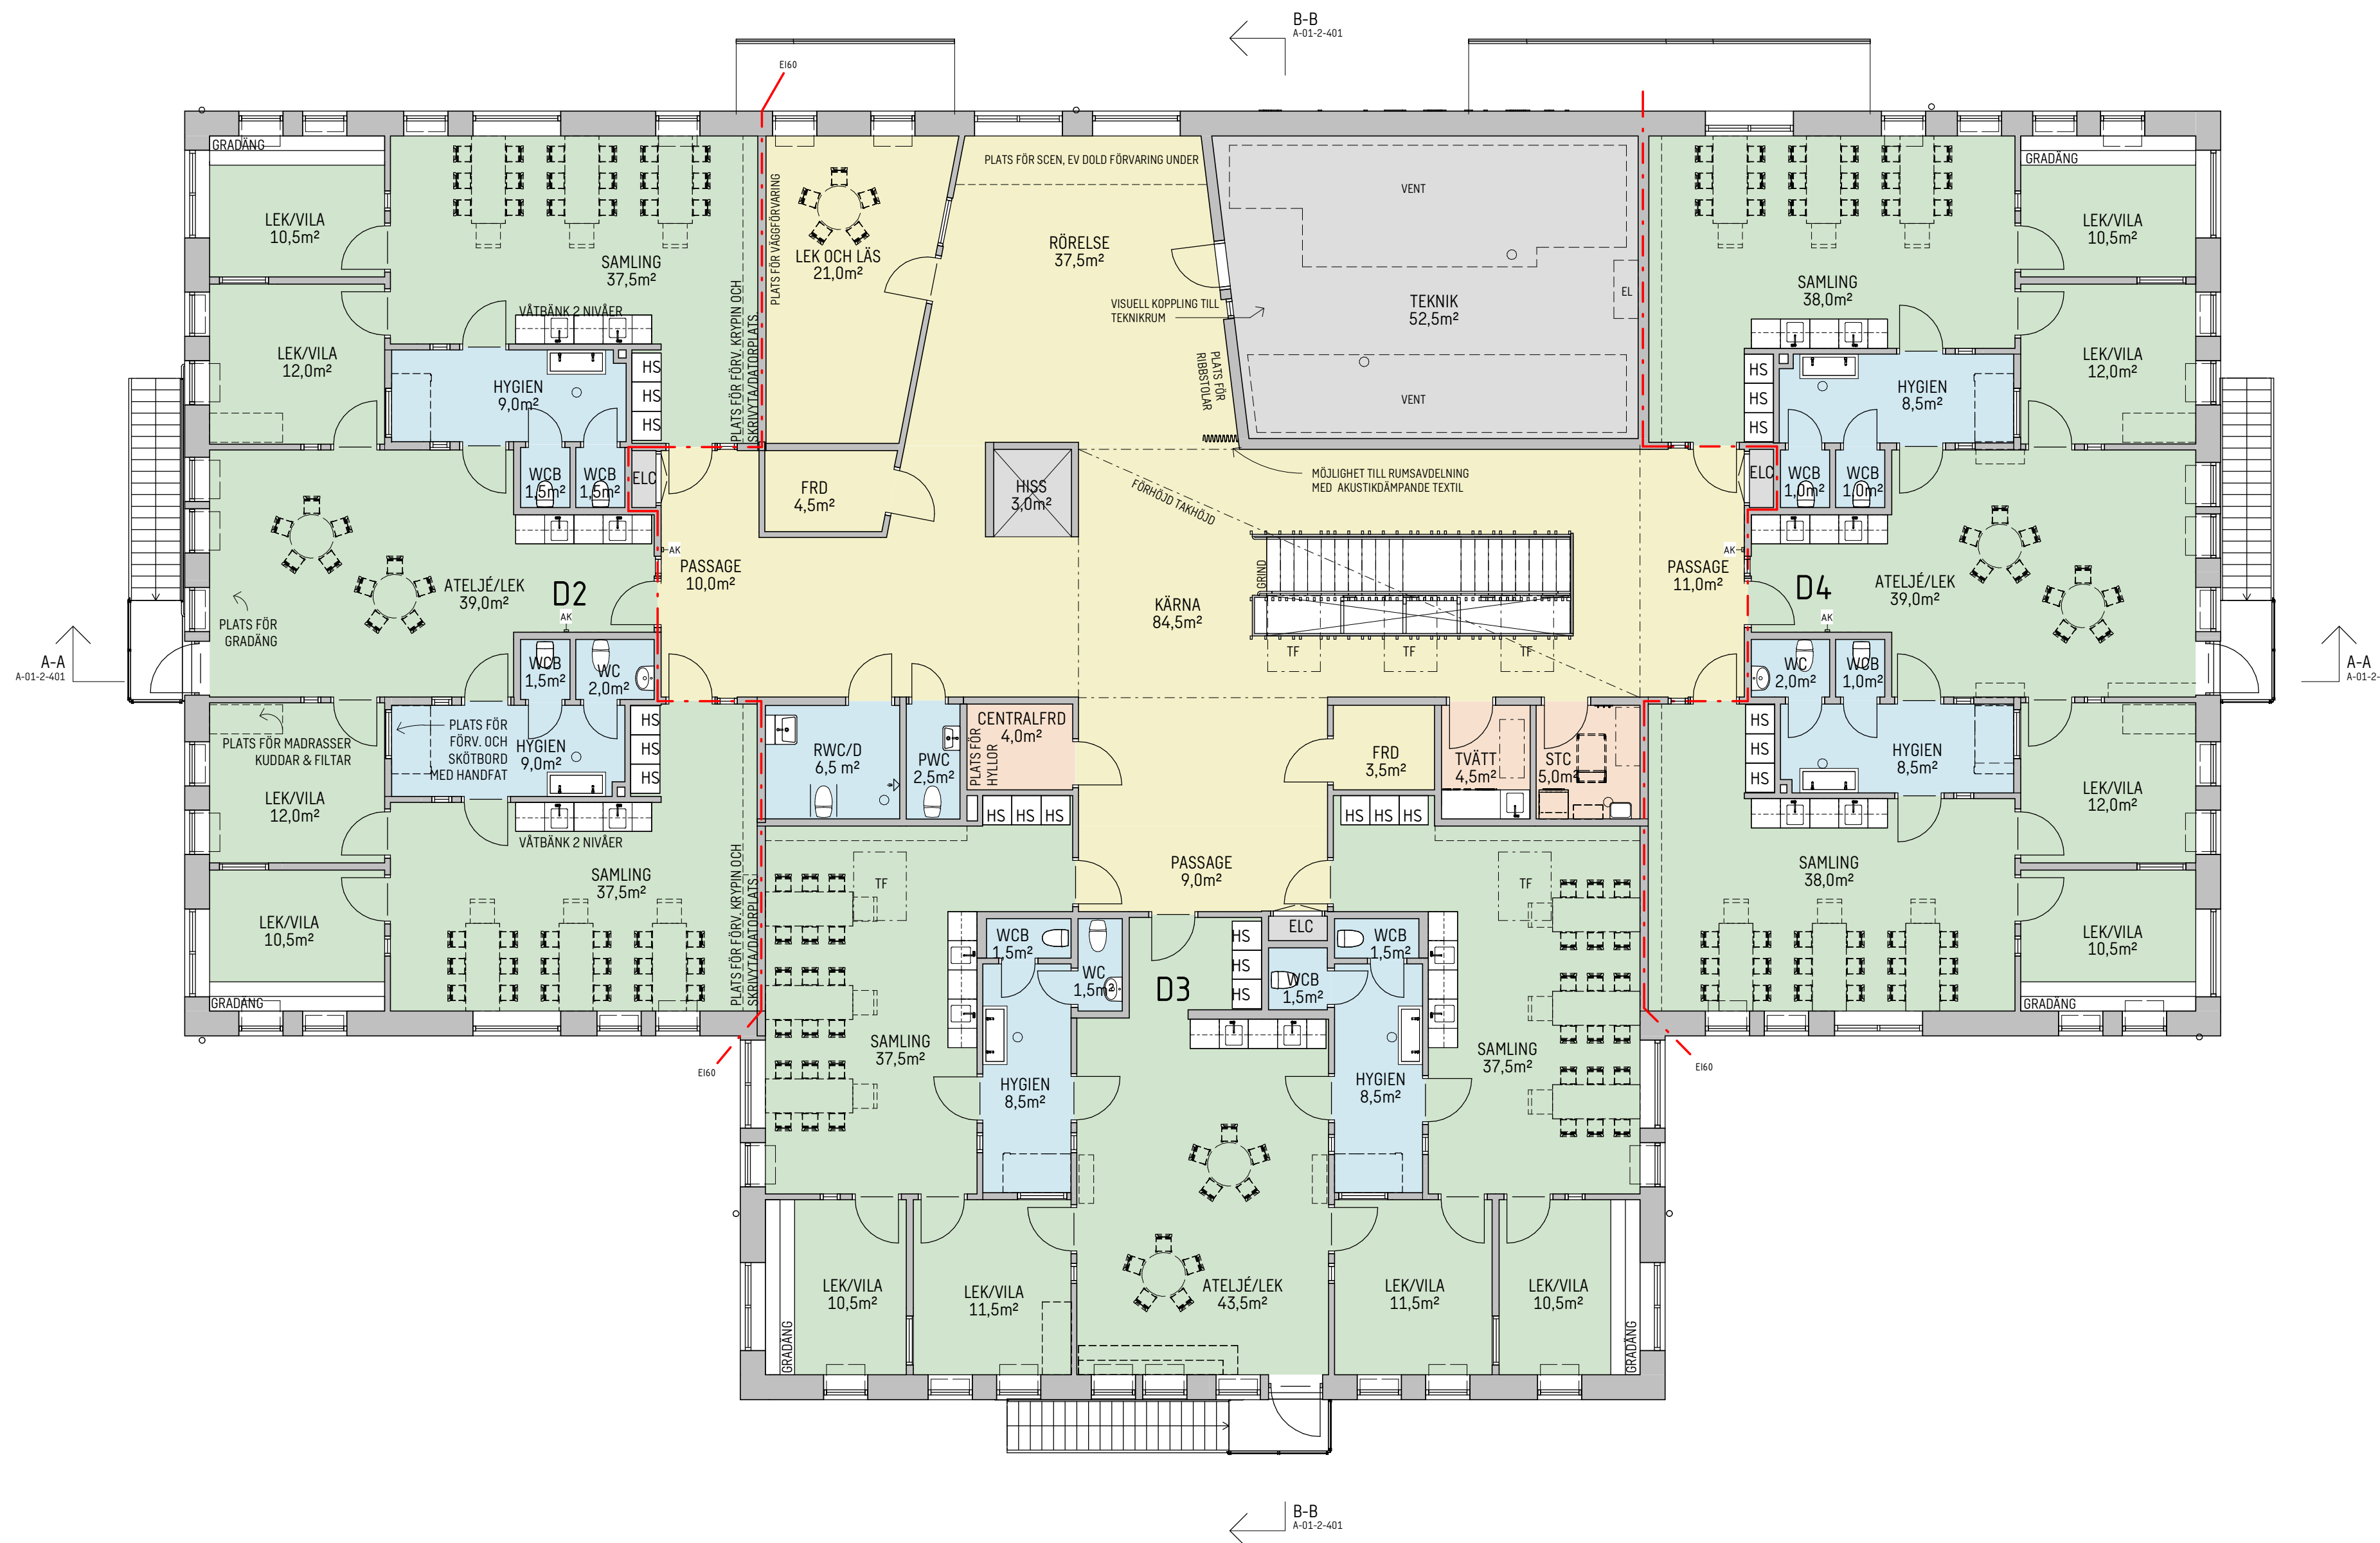 B-B
A-01-2-401
EI60
GRADÄNG
LEK/VILA
10,5m²
SAMLING
37,5m²
VÅTBÄNK 2 NIVÅER
PLATS FÖR FÖRV. KRYPIN OCH
SKRIVYTA/DATORPLATS
PLATS FÖR VÄGGFÖRVARING
LEK OCH LÄS
21,0m²
PLATS FÖR SCEN, EV DOLD FÖRVARING UNDER
RÖRELSE
37,5m²
VISUELL KOPPLING TILL
TEKNIKRUM
PLATS FÖR
RIBBSTOLAR
VENT
TEKNIK
52,5m²
EL
VENT
SAMLING
38,0m²
GRADÄNG
LEK/VILA
10,5m²
LEK/VILA
12,0m²
HYGIEN
9,0m²
HS
HS
HS
HS
HS
HS
HYGIEN
8,5m²
LEK/VILA
12,0m²
WCB
1,5m²
WCB
1,5m²
ELC
FRD
4,5m²
HISS
3,0m²
FÖRHÖJD TAKHÖJD
MÖJLIGHET TILL RUMSAVDELNING
MED AKUSTIKDÄMPANDE TEXTIL
ELC
WCB
1,0m²
WCB
1,0m²
ATELJÉ/LEK
39,0m²
D2
AK
AK
PLATS FÖR
GRADÄNG
PASSAGE
10,0m²
KÄRNA
84,5m²
GRIND
TF
TF
TF
PASSAGE
11,0m²
AK
D4
AK
ATELJÉ/LEK
39,0m²
A-A
A-01-2-401
A-A
A-01-2-
WCB
1,5m²
WC
2,0m²
WC
2,0m²
WCB
1,0m²
PLATS FÖR MADRASSER
KUDDAR & FILTAR
LEK/VILA
12,0m²
PLATS FÖR
FÖRV. OCH
SKÖTBORD
MED HANDFAT
HYGIEN
9,0m²
HS
HS
HS
RWC/D
6,5 m²
PWC
2,5m²
CENTRALFRD
4,0m²
PLATS FÖR
HYLLOR
HS
HS
HS
FRD
3,5m²
HS
HS
HS
TVÄTT
4,5m²
STC
5,0m²
HS
HS
HS
HYGIEN
8,5m²
LEK/VILA
12,0m²
VÅTBÄNK 2 NIVÅER
SAMLING
37,5m²
PLATS FÖR FÖRV. KRYPIN OCH
SKRIVYTA/DATORPLATS
LEK/VILA
10,5m²
GRADÄNG
TF
PASSAGE
9,0m²
TF
SAMLING
38,0m²
LEK/VILA
10,5m²
GRADÄNG
WCB
1,5m²
WC
1,5m²
D3
HS
HS
HS
ELC
WCB
1,5m²
WCB
1,5m²
EI60
SAMLING
37,5m²
HYGIEN
8,5m²
HYGIEN
8,5m²
SAMLING
37,5m²
EI60
GRADÄNG
LEK/VILA
10,5m²
LEK/VILA
11,5m²
ATELJÉ/LEK
43,5m²
LEK/VILA
11,5m²
LEK/VILA
10,5m²
GRADÄNG
B-B
A-01-2-401